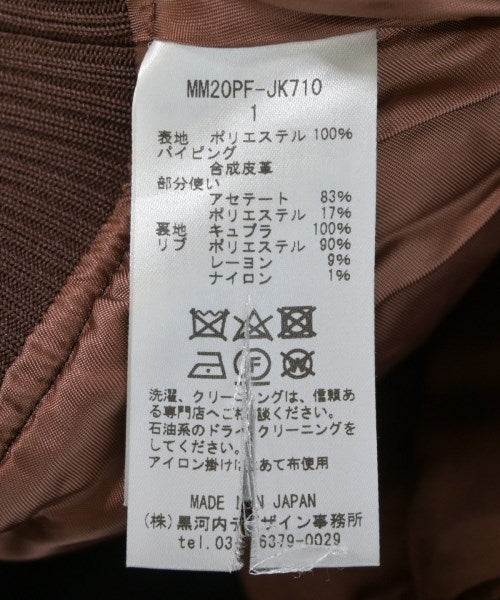 MM20PF-JK710
1
表地 ポリエステル 100%
パイピング
合成皮革
部分使い
アセテート 83%
ポリエステル 17%
裏地 キュプラ 100%
リブ ポリエステル 90%
レーヨン 9%
ナイロン 1%
洗濯、クリーニングは、信頼あ
る専門店へご相談ください。
石油系のドライクリーニングを
してください。
アイロン掛けは、あて布使用
MADE IN JAPAN
(株)黒河内デザイン事務所
tel.03-6379-0029